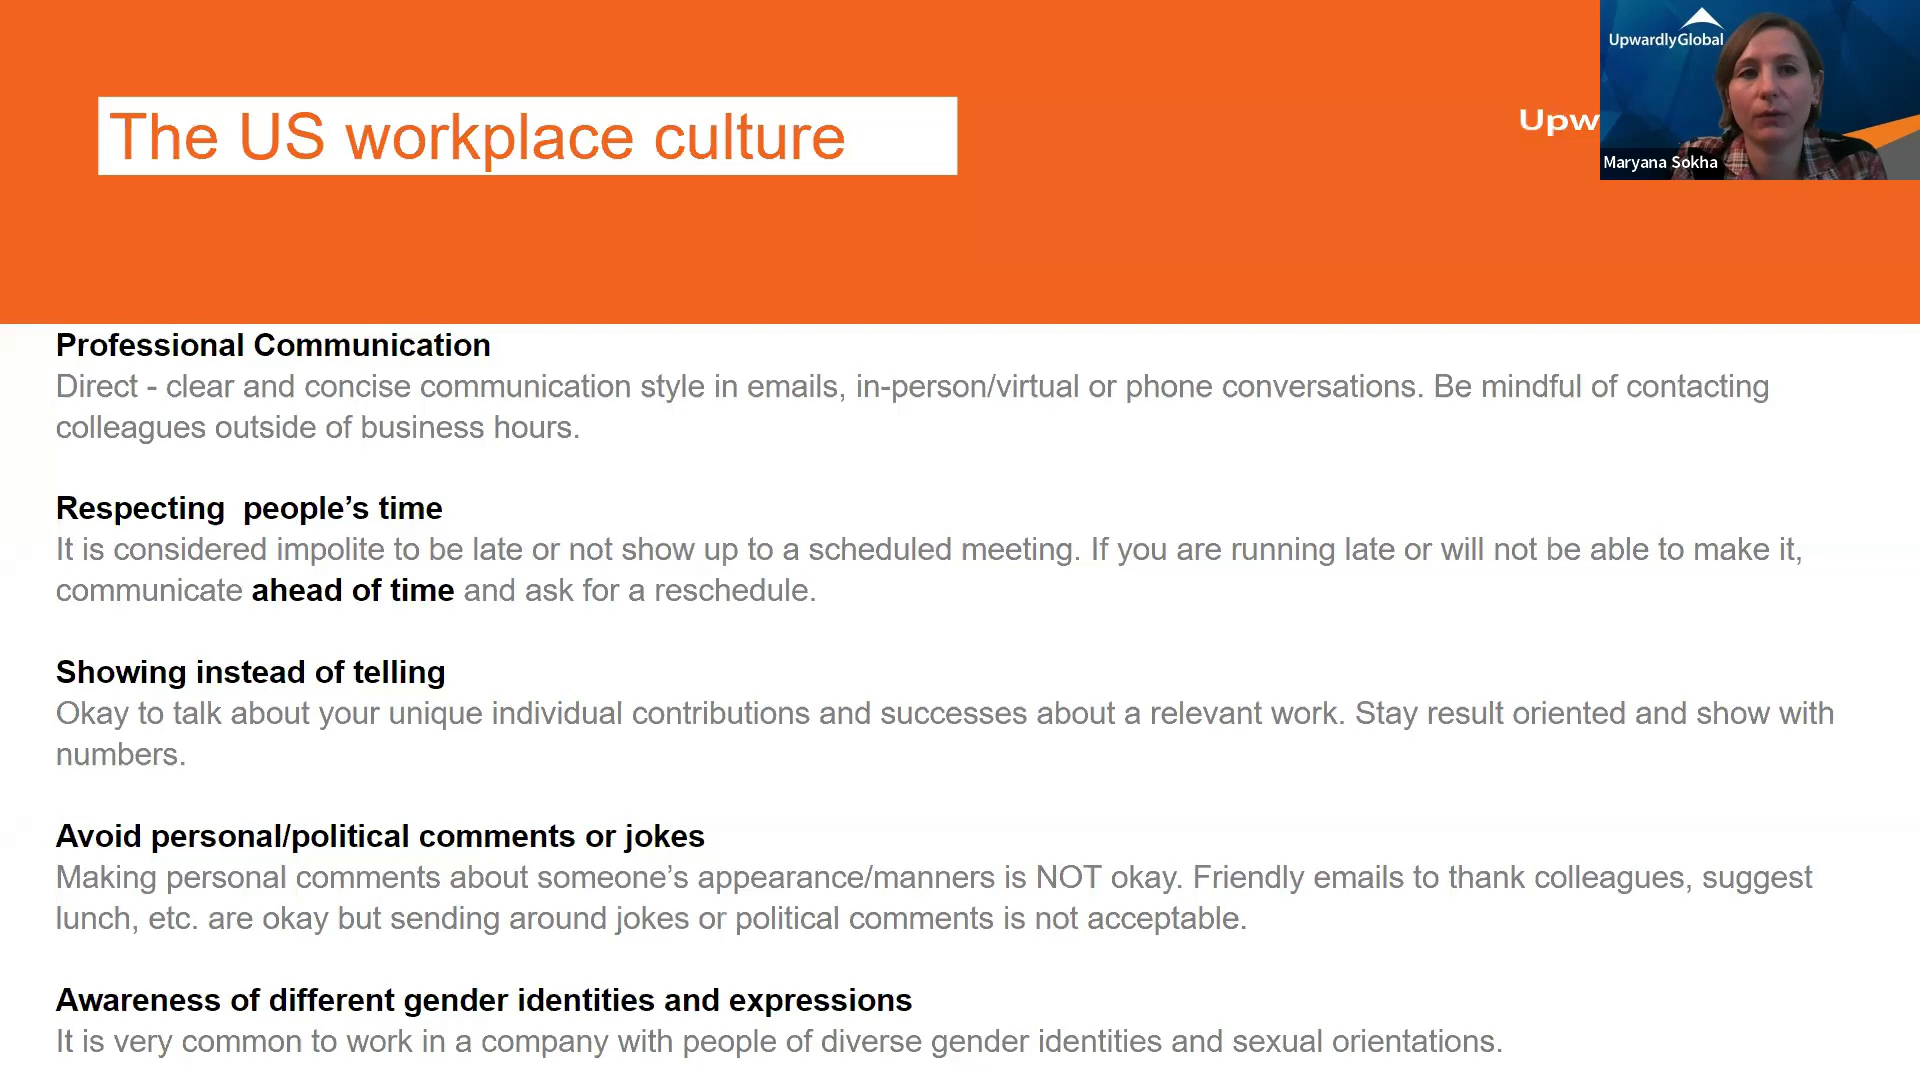 The US workplace culture
Upw
UpwardlyGlobal
Maryana Sokha
Professional Communication
Direct - clear and concise communication style in emails, in-person/virtual or phone conversations. Be mindful of contacting
colleagues outside of business hours.
Respecting  people’s time
It is considered impolite to be late or not show up to a scheduled meeting. If you are running late or will not be able to make it,
communicate ahead of time and ask for a reschedule.
Showing instead of telling
Okay to talk about your unique individual contributions and successes about a relevant work. Stay result oriented and show with
numbers.
Avoid personal/political comments or jokes
Making personal comments about someone’s appearance/manners is NOT okay. Friendly emails to thank colleagues, suggest
lunch, etc. are okay but sending around jokes or political comments is not acceptable.
Awareness of different gender identities and expressions
It is very common to work in a company with people of diverse gender identities and sexual orientations.